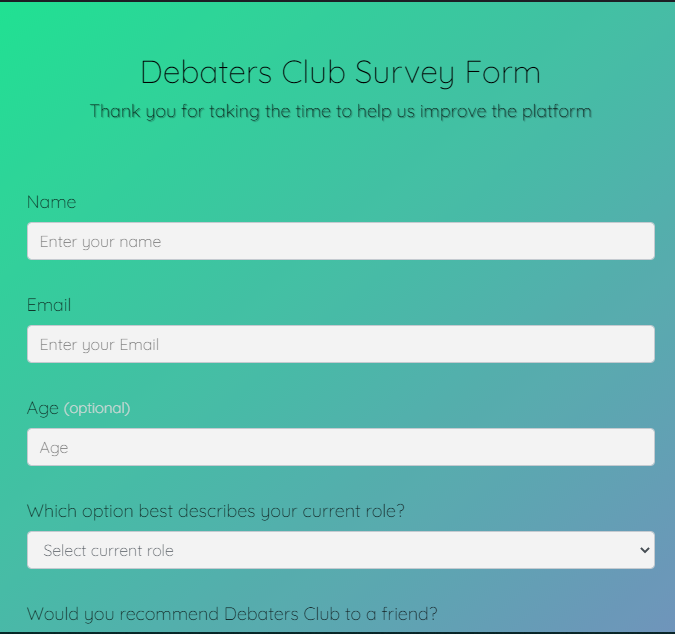 Debaters Club Survey Form
Thank you for taking the time to help us improve the platform
Name
Enter your name
Email
Enter your Email
Age (optional)
Age
Which option best describes your current role?
Select current role
Would you recommend Debaters Club to a friend?